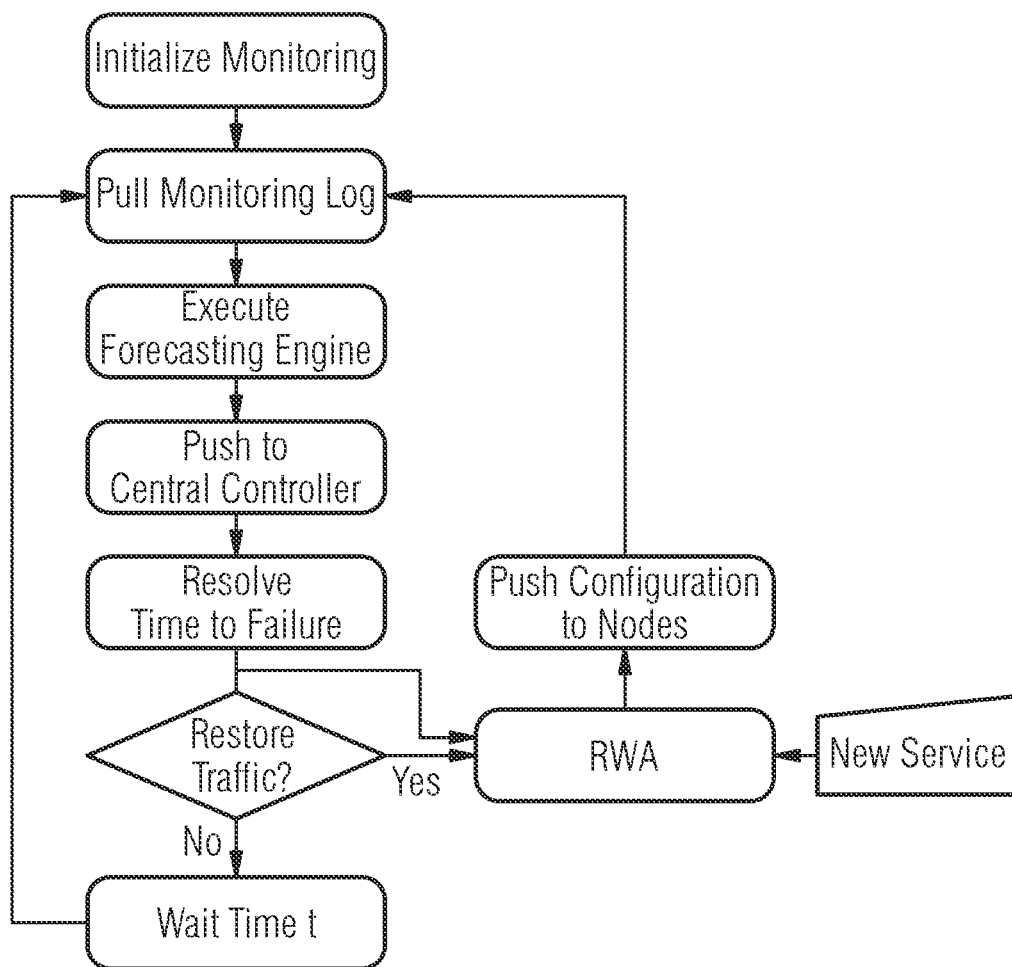 Initialize Monitoring
Pull Monitoring Log
Execute
Forecasting Engine
Push to
Central Controller
Resolve
Time to Failure
Push Configuration
to Nodes
Restore
Traffic?
Yes
RWA
New Service
No
Wait Time t